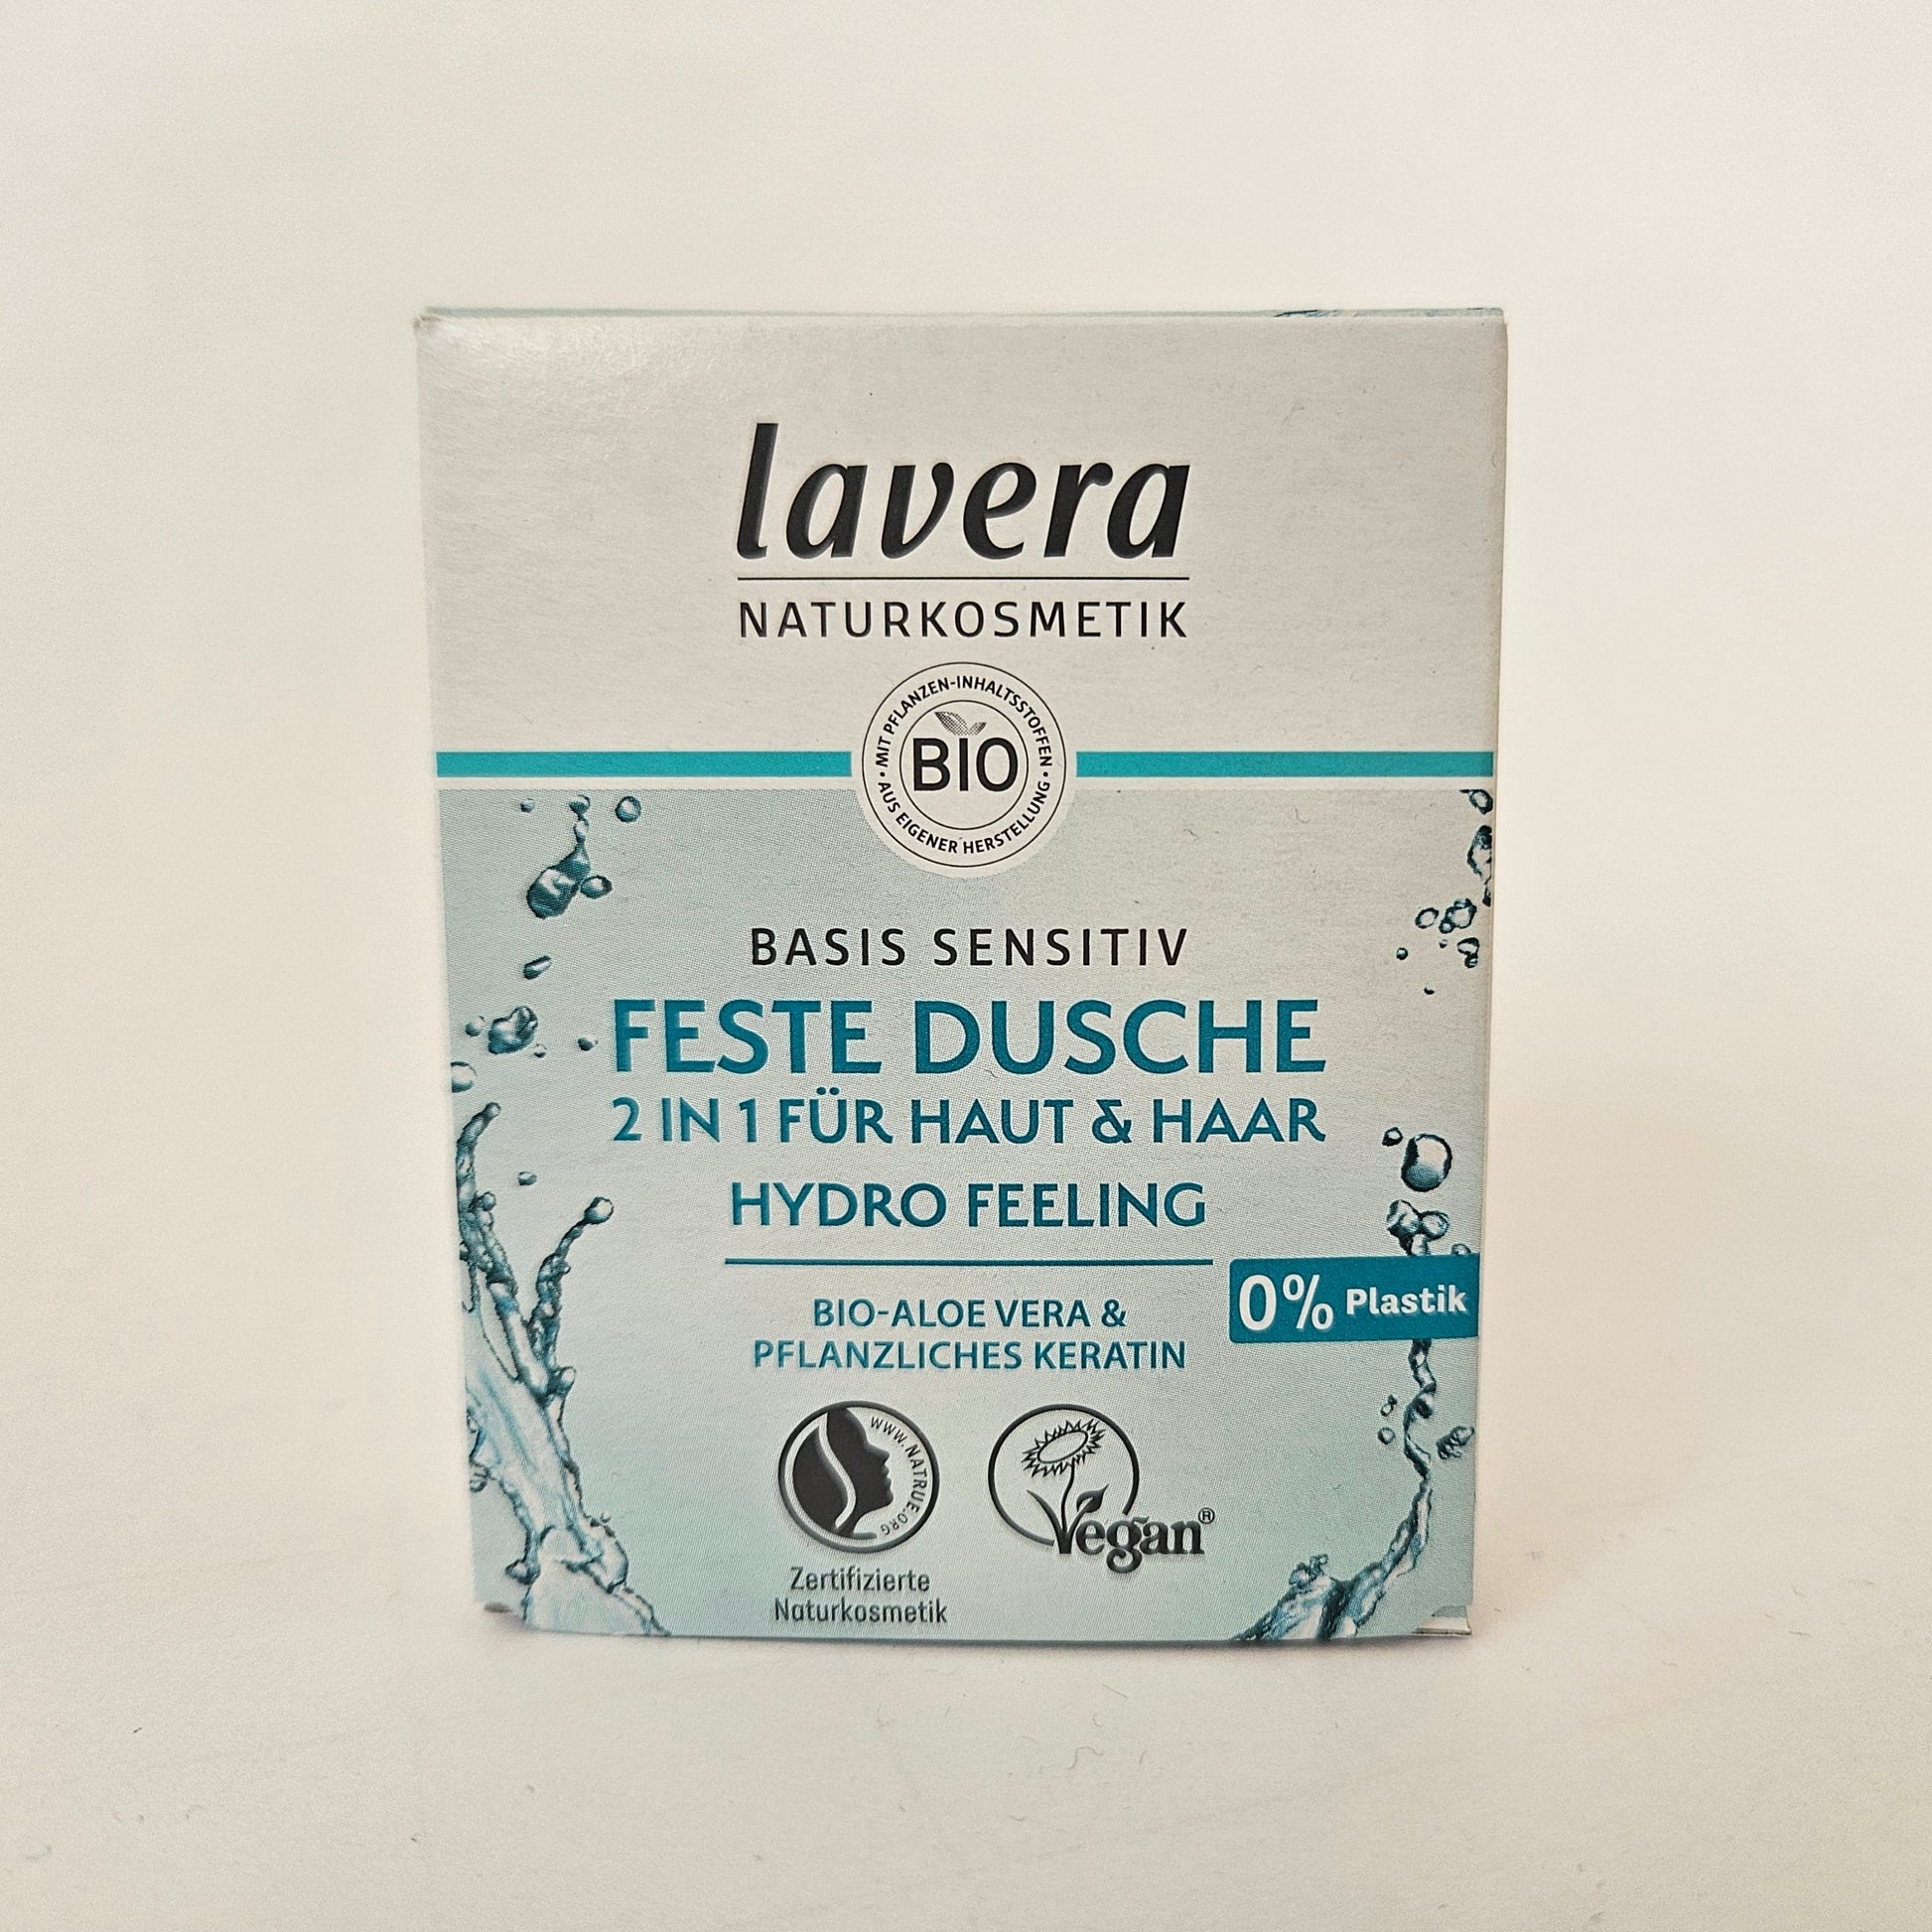 lavera
NATURKOSMETIK
• MIT PFLANZEN-INHALTSSTOFFEN •
BIO
AUS EIGENER HERSTELLUNG
BASIS SENSITIV
FESTE DUSCHE
2 IN 1 FÜR HAUT & HAAR
HYDRO FEELING
0% Plastik
BIO-ALOE VERA &
PFLANZLICHES KERATIN
WWW.NATRUE.ORG
Vegan®
Zertifizierte
Naturkosmetik